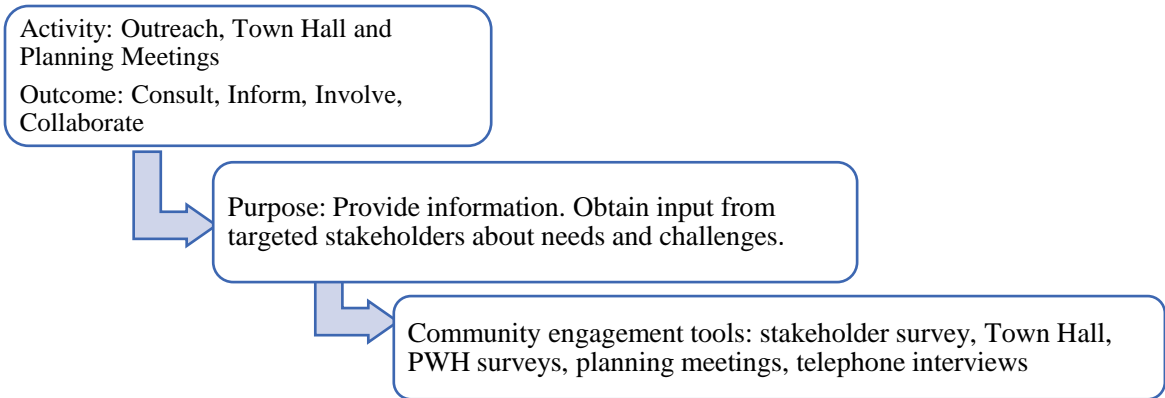 Activity: Outreach, Town Hall and
Planning Meetings
Outcome: Consult, Inform, Involve,
Collaborate
Purpose: Provide information. Obtain input from
targeted stakeholders about needs and challenges.
Community engagement tools: stakeholder survey, Town Hall,
PWH surveys, planning meetings, telephone interviews